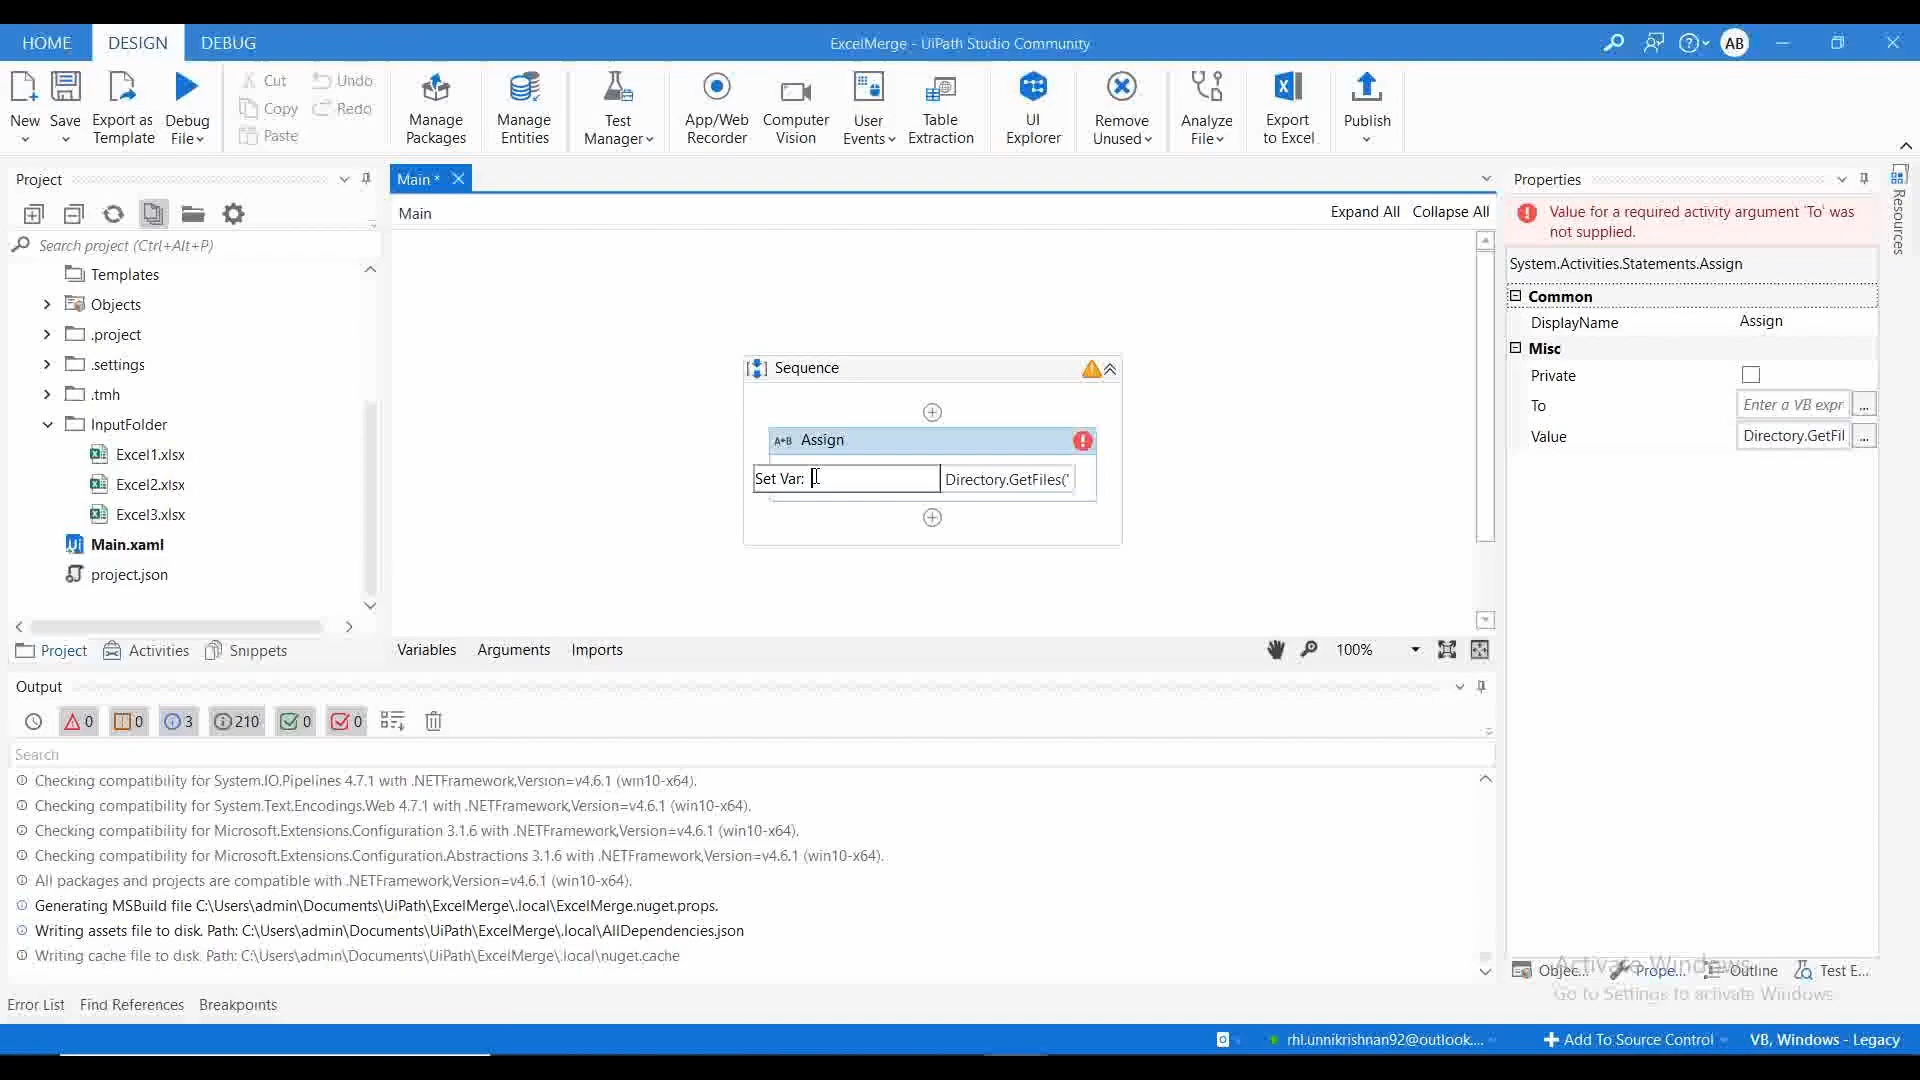 HOME DESIGN DEBUG ExcelMerge - UiPath Studio Community AB
New Save Export as Template Debug File Cut Copy Paste Undo Redo Manage Packages Manage Entities Test Manager App/Web Recorder Computer Vision User Events Table Extraction UI Explorer Remove Unused Analyze File Export to Excel Publish
Project
Search project (Ctrl+Alt+P)
Templates
Objects
.project
.settings
.tmh
InputFolder
Excel1.xlsx
Excel2.xlsx
Excel3.xlsx
Main.xaml
project.json
Project Activities Snippets
Main *
Main Expand All Collapse All
Sequence
A+B Assign
Set Var: Directory.GetFiles("
Variables Arguments Imports 100%
Properties
Value for a required activity argument 'To' was
not supplied.
System.Activities.Statements.Assign
Common
DisplayName Assign
Misc
Private
To Enter a VB expr ...
Value Directory.GetFil ...
Resources
Output
0 0 3 210 0 0
Search
Checking compatibility for System.IO.Pipelines 4.7.1 with .NETFramework,Version=v4.6.1 (win10-x64).
Checking compatibility for System.Text.Encodings.Web 4.7.1 with .NETFramework,Version=v4.6.1 (win10-x64).
Checking compatibility for Microsoft.Extensions.Configuration 3.1.6 with .NETFramework,Version=v4.6.1 (win10-x64).
Checking compatibility for Microsoft.Extensions.Configuration.Abstractions 3.1.6 with .NETFramework,Version=v4.6.1 (win10-x64).
All packages and projects are compatible with .NETFramework,Version=v4.6.1 (win10-x64).
Generating MSBuild file C:\Users\admin\Documents\UiPath\ExcelMerge\.local\ExcelMerge.nuget.props.
Writing assets file to disk. Path: C:\Users\admin\Documents\UiPath\ExcelMerge\.local\AllDependencies.json
Writing cache file to disk. Path: C:\Users\admin\Documents\UiPath\ExcelMerge\.local\nuget.cache
Objec... Prope... Outline Test E...
Activate Windows
Go to Settings to activate Windows.
Error List Find References Breakpoints
rhl.unnikrishnan92@outlook.... Add To Source Control VB, Windows - Legacy